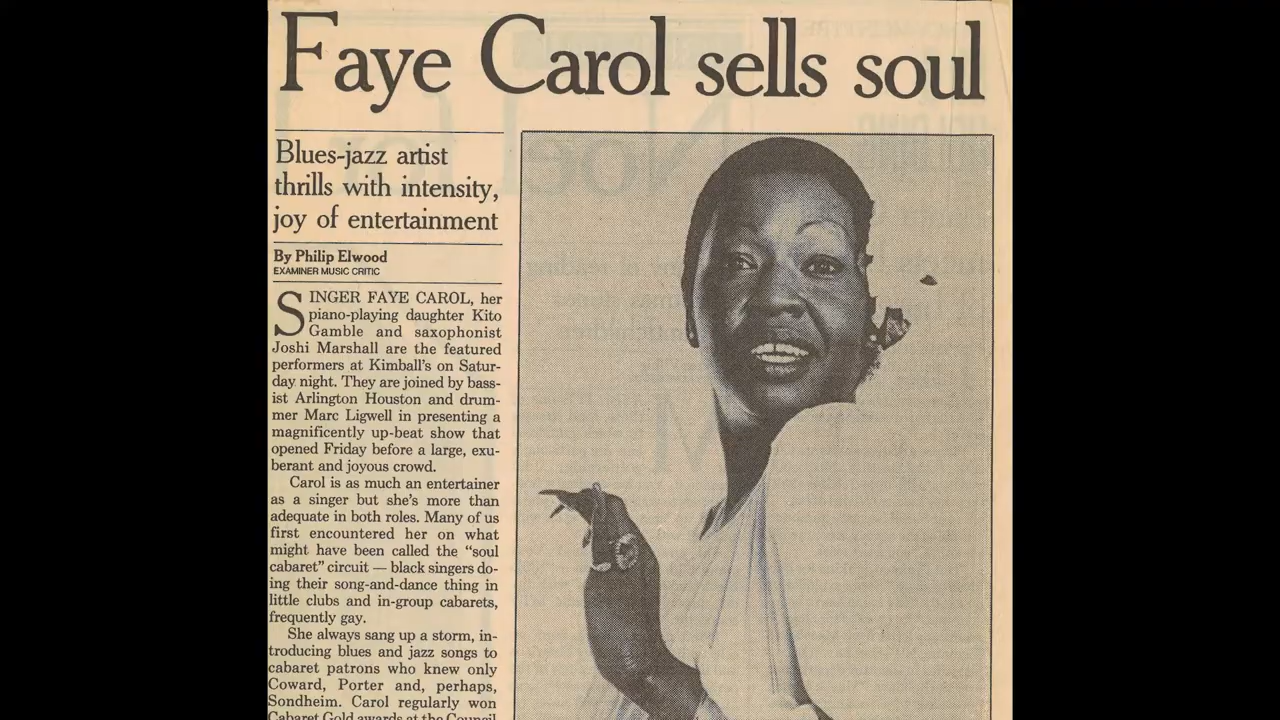 Faye Carol sells soul
Blues-jazz artist
thrills with intensity,
joy of entertainment
By Philip Elwood
EXAMINER MUSIC CRITIC
SINGER FAYE CAROL, her
piano-playing daughter Kito
Gamble and saxophonist
Joshi Marshall are the featured
performers at Kimball's on Satur-
day night. They are joined by bass-
ist Arlington Houston and drum-
mer Marc Ligwell in presenting a
magnificently up-beat show that
opened Friday before a large, exu-
berant and joyous crowd.
Carol is as much an entertainer
as a singer but she's more than
adequate in both roles. Many of us
first encountered her on what
might have been called the “soul
cabaret” circuit — black singers do-
ing their song-and-dance thing in
little clubs and in-group cabarets,
frequently gay.
She always sang up a storm, in-
troducing blues and jazz songs to
cabaret patrons who knew only
Coward, Porter and, perhaps,
Sondheim. Carol regularly won
Cabaret Gold awards at the Council